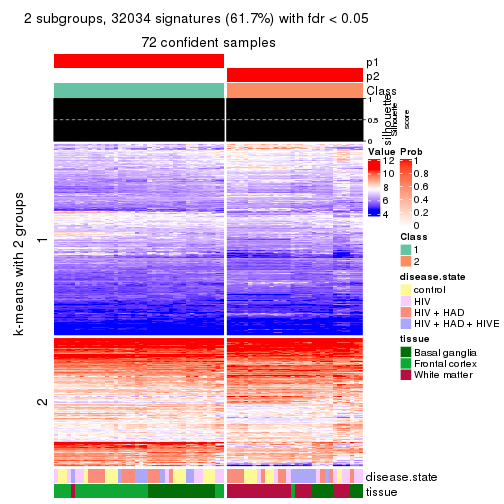 2 subgroups, 32034 signatures (61.7%) with fdr < 0.05
72 confident samples
p1
p2
Class
silhouette
Silhouette
score
1
0.5
0
k-means with 2 groups
1
2
Value
12
10
8
6
4
Prob
1
0.8
0.6
0.4
0.2
0
Class
1
2
disease.state
control
HIV
HIV + HAD
HIV + HAD + HIVE
tissue
Basal ganglia
Frontal cortex
White matter
disease.state
tissue